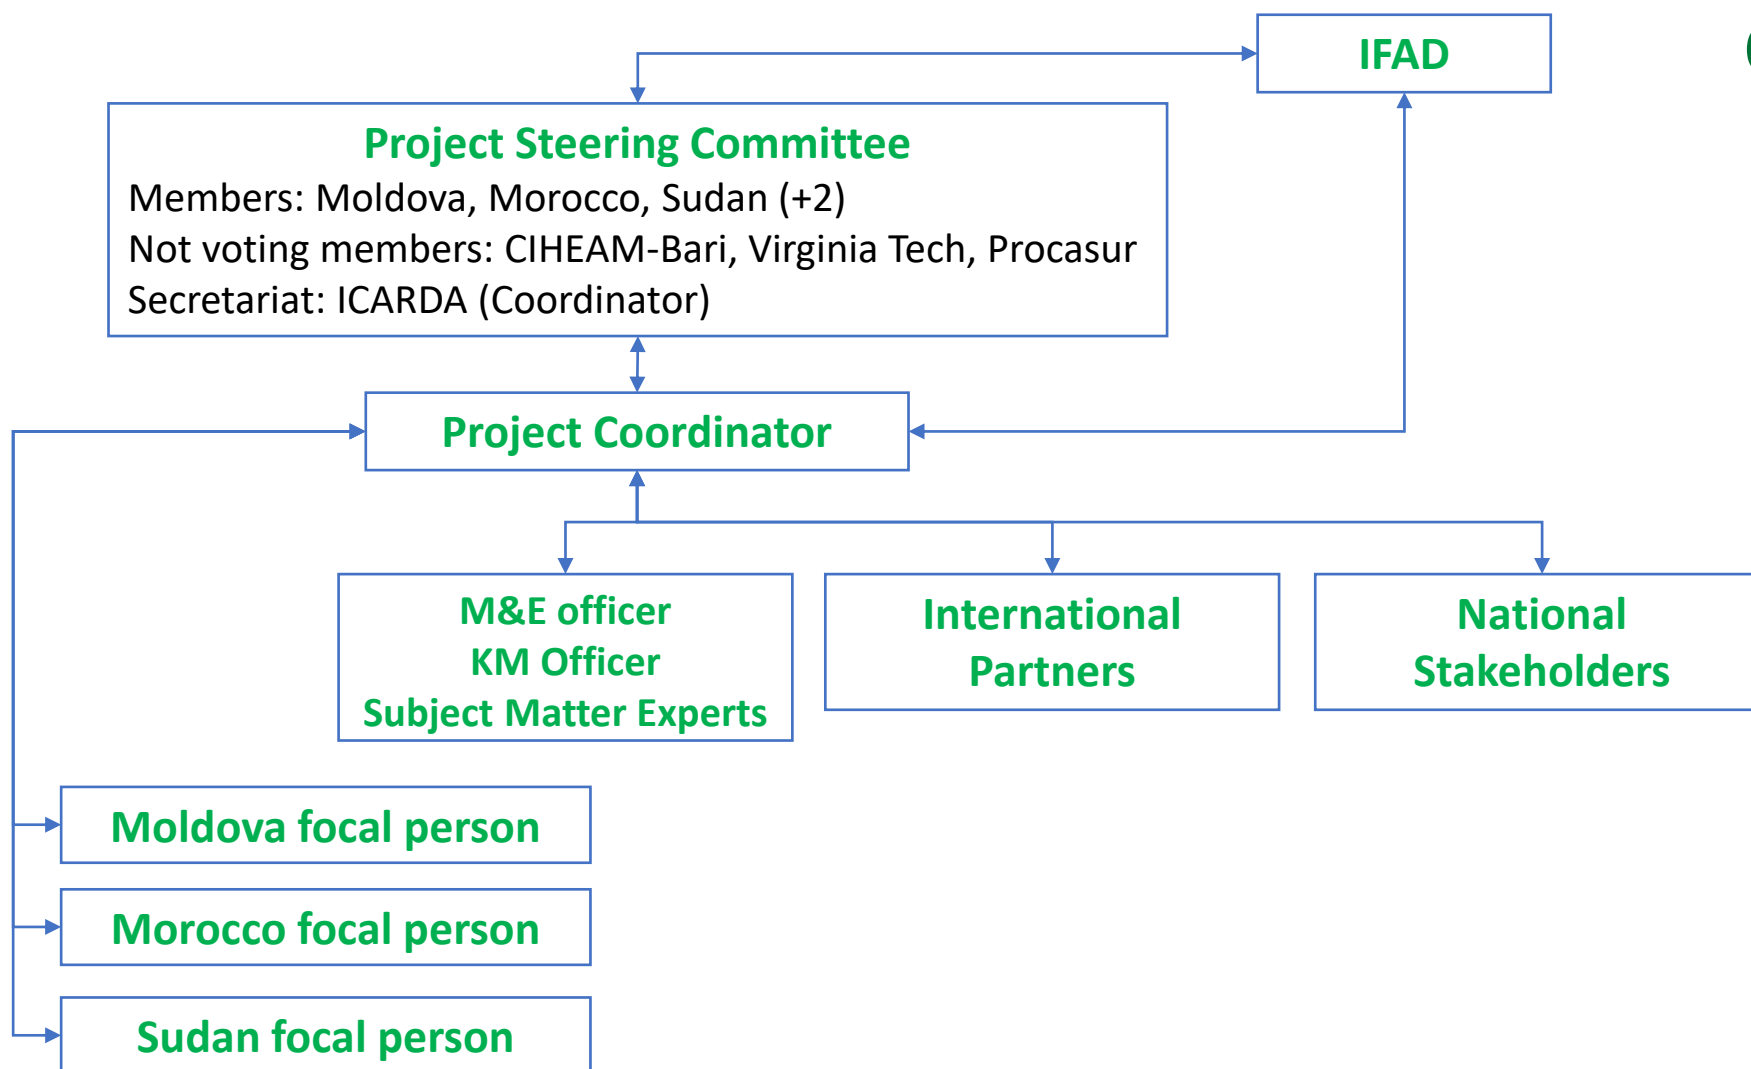 IFAD
Project Steering Committee
Members: Moldova, Morocco, Sudan (+2)
Not voting members: CIHEAM-Bari, Virginia Tech, Procasur
Secretariat: ICARDA (Coordinator)
Project Coordinator
M&E officer
KM Officer
Subject Matter Experts
International
Partners
National
Stakeholders
Moldova focal person
Morocco focal person
Sudan focal person